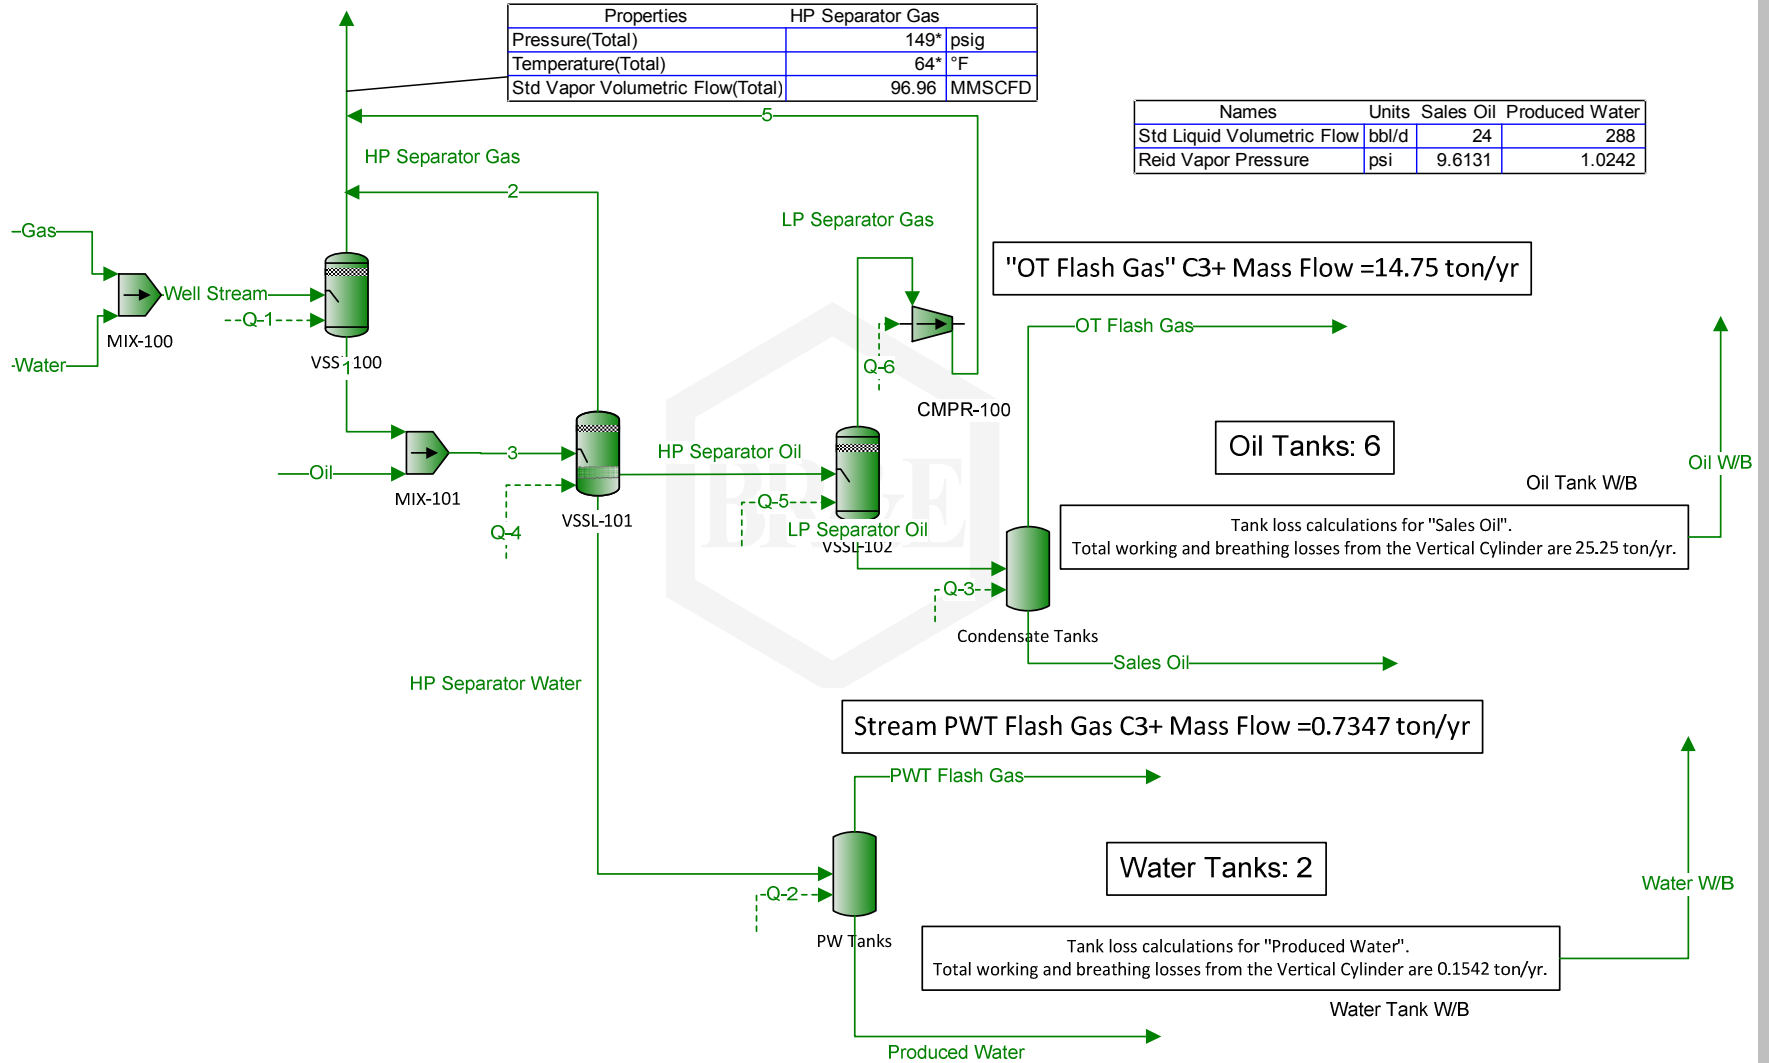 Properties HP Separator Gas
Pressure(Total) 149* psig
Temperature(Total) 64* °F
Std Vapor Volumetric Flow(Total) 96.96 MMSCFD
Names Units Sales Oil Produced Water
Std Liquid Volumetric Flow bbl/d 24 288
Reid Vapor Pressure psi 9.6131 1.0242
5
HP Separator Gas
2
LP Separator Gas
Gas
"OT Flash Gas" C3+ Mass Flow =14.75 ton/yr
Well Stream
Q-1
MIX-100
OT Flash Gas
Water
VSSL-100
1
Q-6
CMPR-100
Oil Tanks: 6
HP Separator Oil
3
Oil
MIX-101
Oil W/B
Oil Tank W/B
Q-5
VSSL-101
Q-4
LP Separator Oil
VSSL-102
BR&E
Tank loss calculations for "Sales Oil".
Total working and breathing losses from the Vertical Cylinder are 25.25 ton/yr.
Q-3
Condensate Tanks
Sales Oil
HP Separator Water
Stream PWT Flash Gas C3+ Mass Flow =0.7347 ton/yr
PWT Flash Gas
Water Tanks: 2
Water W/B
Q-2
PW Tanks
Tank loss calculations for "Produced Water".
Total working and breathing losses from the Vertical Cylinder are 0.1542 ton/yr.
Water Tank W/B
Produced Water